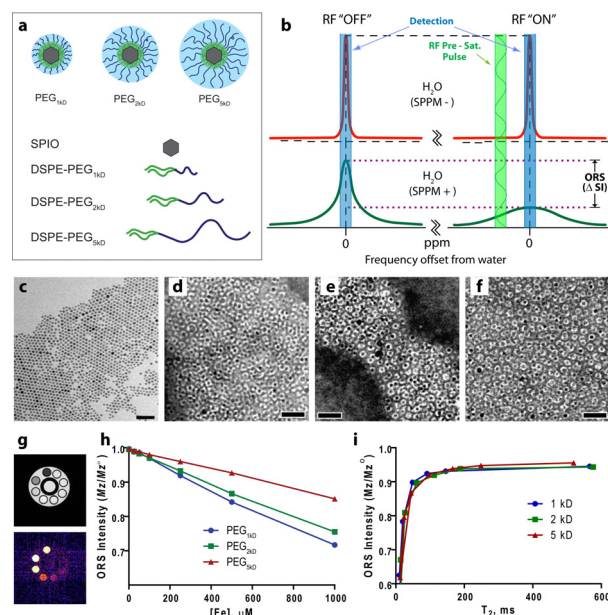 a
PEG1kD
PEG2kD
PEG5kD
SPIO
DSPE-PEG1kD
DSPE-PEG2kD
DSPE-PEG5kD
b
RF "OFF"
Detection
RF "ON"
RF Pre - Sat.
Pulse
H2O
(SPPM -)
H2O
(SPPM +)
ORS
(Δ SI)
0
ppm
0
Frequency offset from water
c
d
e
f
g
h
ORS Intensity (Mz/Mz°)
1.0
0.9
0.8
0.7
PEG1kD
PEG2kD
PEG5kD
0
200
400
600
800
1000
[Fe], µM
i
ORS Intensity (Mz/Mz°)
1.0
0.9
0.8
0.7
0.6
1 kD
2 kD
5 kD
0
200
400
600
T2, ms